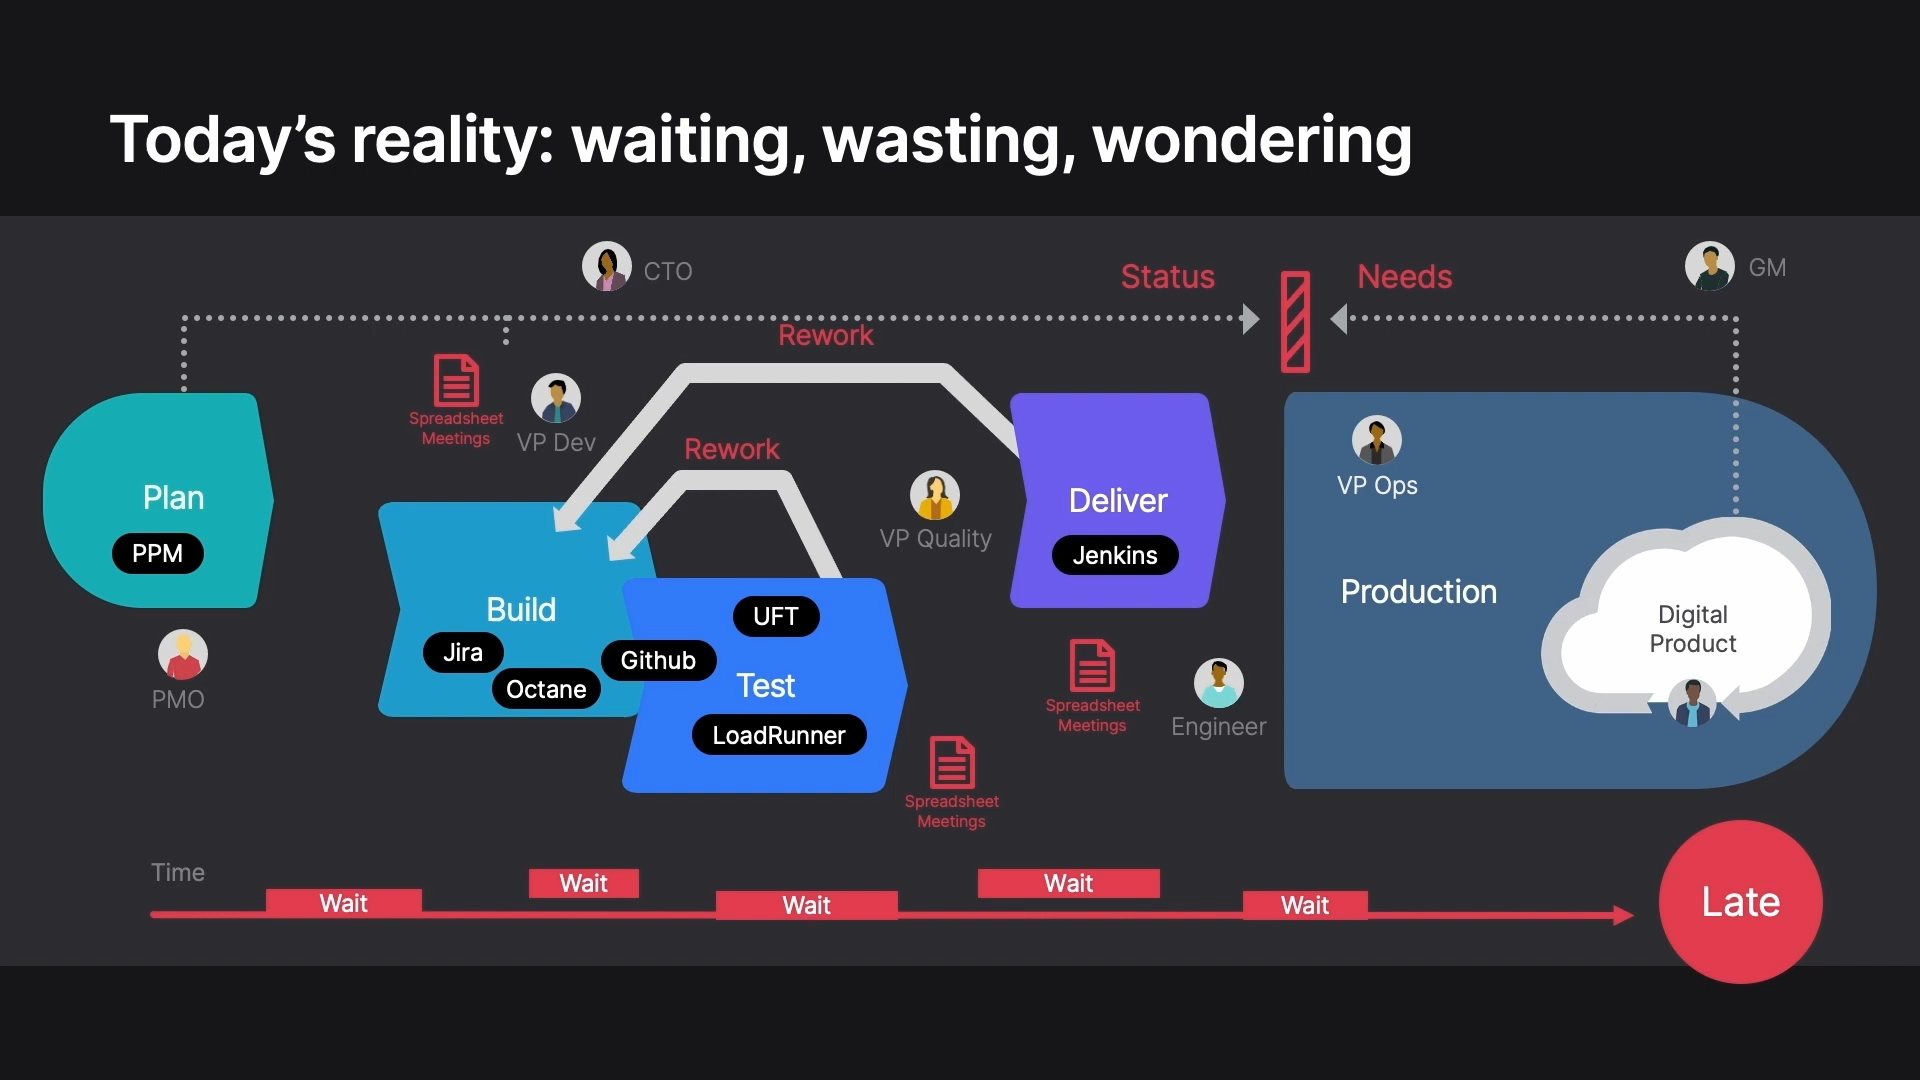 Today’s reality: waiting, wasting, wondering
CTO
Status
Needs
GM
Rework
Spreadsheet
Meetings
VP Dev
Rework
VP Quality
Plan
PPM
PMO
Build
Jira
Octane
Github
UFT
Test
LoadRunner
Deliver
Jenkins
VP Ops
Production
Digital
Product
Spreadsheet
Meetings
Engineer
Spreadsheet
Meetings
Time
Wait
Wait
Wait
Wait
Wait
Late